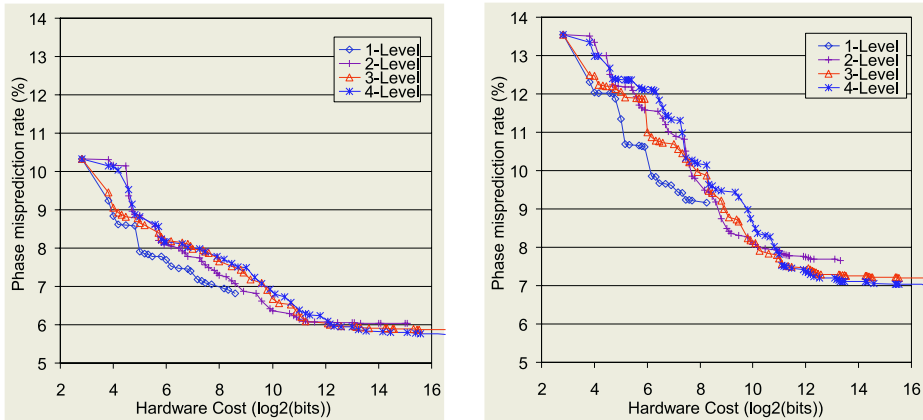 14
13
12
11
10
9
8
7
6
5
Phase misprediction rate (%)
1-Level
2-Level
3-Level
4-Level
2 4 6 8 10 12 14 16
Hardware Cost (log2(bits))
14
13
12
11
10
9
8
7
6
5
Phase misprediction rate (%)
1-Level
2-Level
3-Level
4-Level
2 4 6 8 10 12 14 16
Hardware Cost (log2(bits))